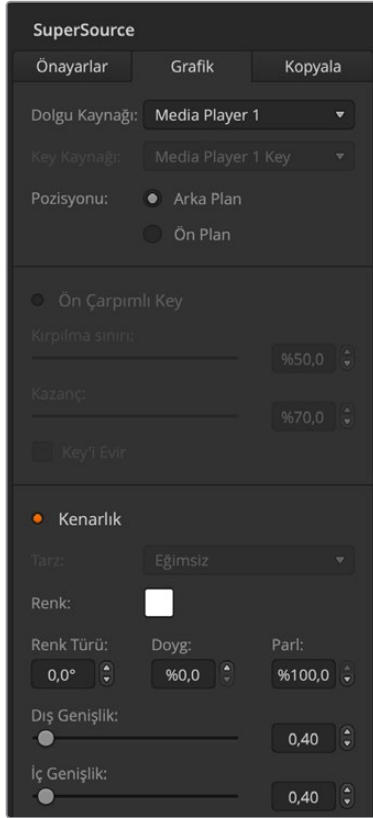 SuperSource
Önayarlar Grafik Kopyala
Dolgu Kaynağı: Media Player 1
Key Kaynağı: Media Player 1 Key
Pozisyonu: Arka Plan
Ön Plan
Ön Çarpımlı Key
Kırpılma sınırı:
%50,0
Kazanç:
%70,0
Key'i Evir
Kenarlık
Tarz: Eğimsiz
Renk:
Renk Türü: Doyg: Parl:
0,0° %0,0 %100,0
Dış Genişlik:
0,40
İç Genişlik:
0,40